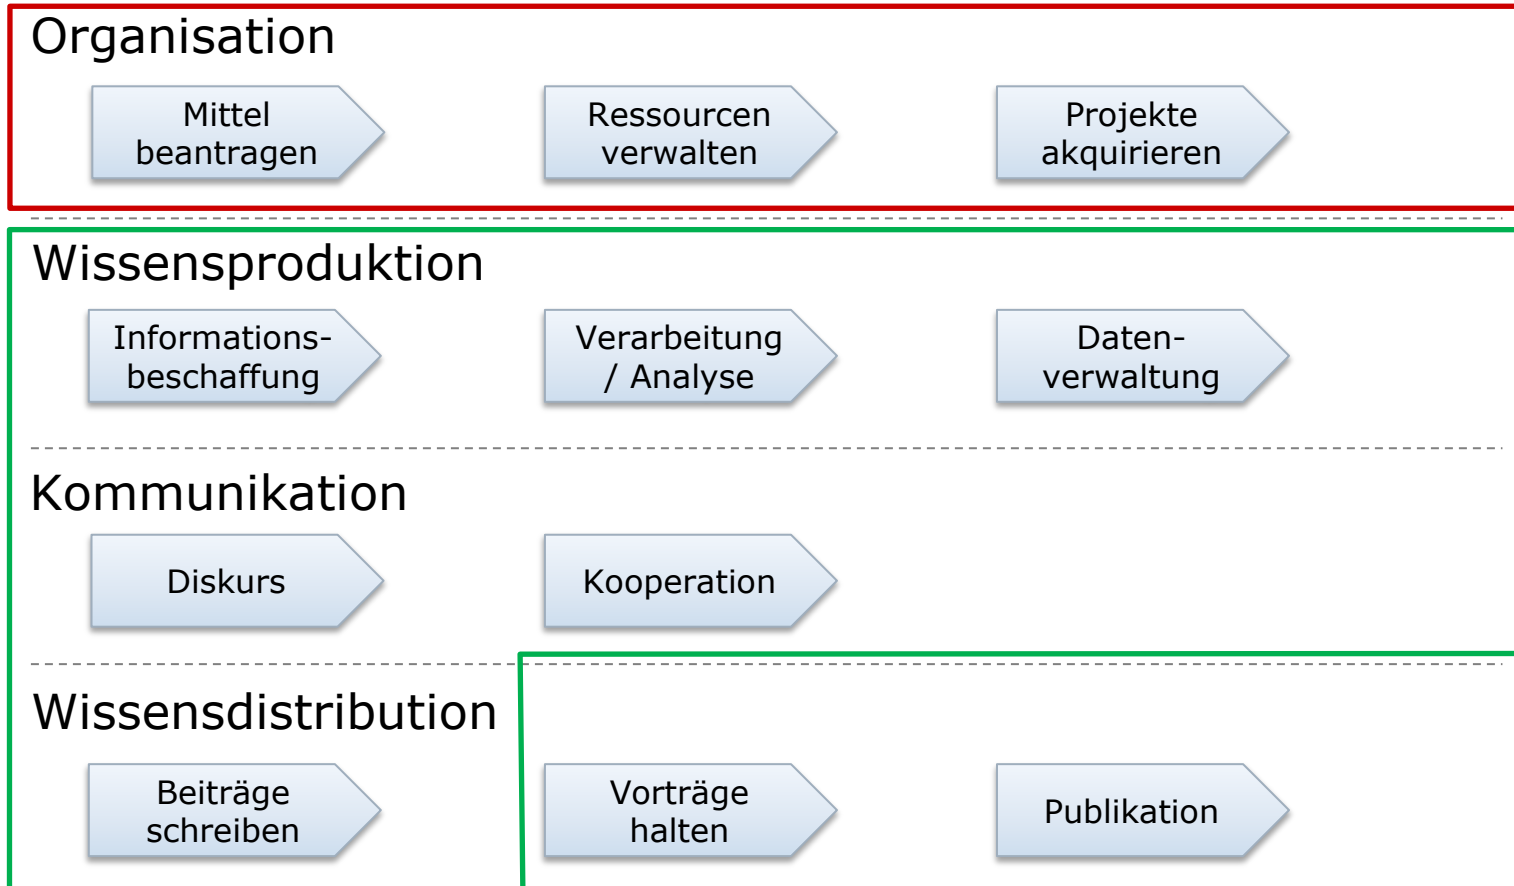 Organisation
Mittel
beantragen
Ressourcen
verwalten
Projekte
akquirieren
Wissensproduktion
Informations-
beschaffung
Verarbeitung
/ Analyse
Daten-
verwaltung
Kommunikation
Diskurs
Kooperation
Wissensdistribution
Beiträge
schreiben
Vorträge
halten
Publikation